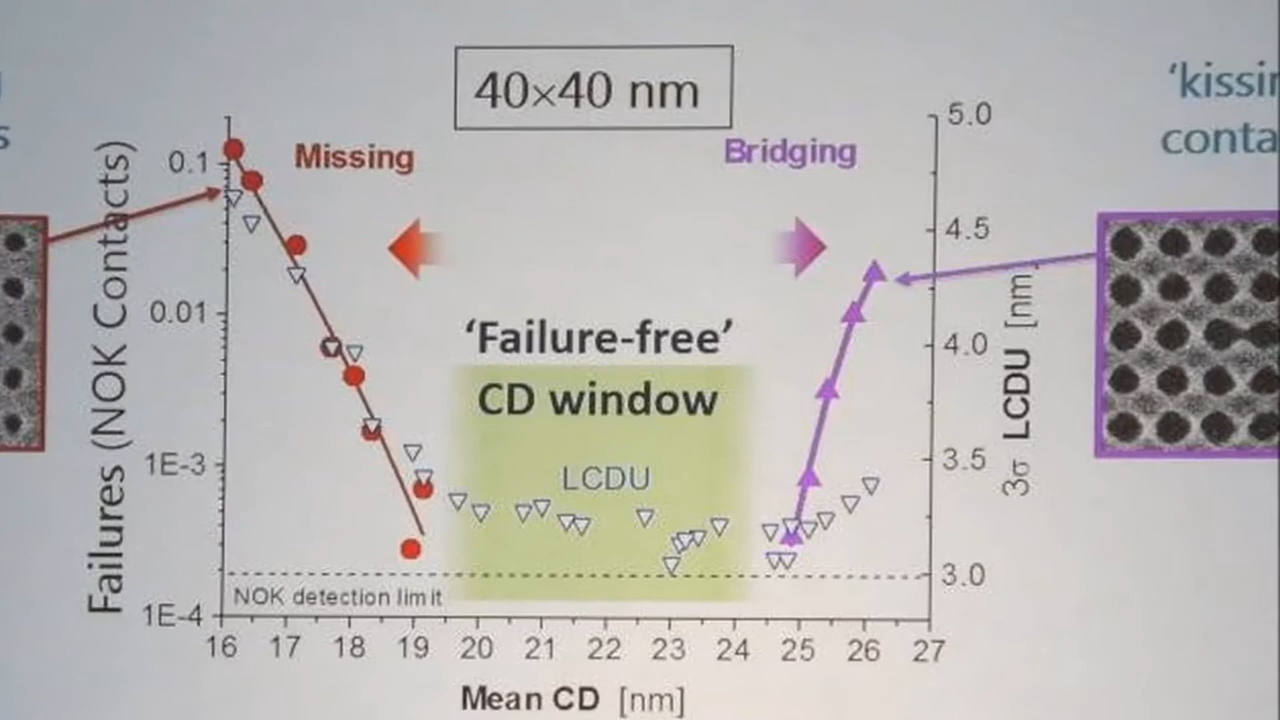 40×40 nm
'kissin
conta
s
Missing
Bridging
Failures (NOK Contacts)
0.1
0.01
1E-3
1E-4
5.0
4.5
4.0
3.5
3.0
3σ LCDU [nm]
'Failure-free'
CD window
LCDU
NOK detection limit
16 17 18 19 20 21 22 23 24 25 26 27
Mean CD [nm]